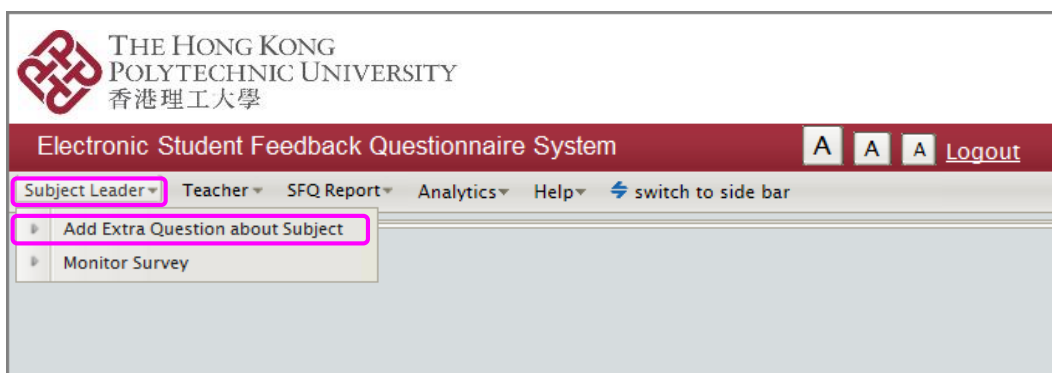 THE HONG KONG
POLYTECHNIC UNIVERSITY
香港理工大學
Electronic Student Feedback Questionnaire System A A A Logout
Subject Leader Teacher SFQ Report Analytics Help switch to side bar
Add Extra Question about Subject
Monitor Survey